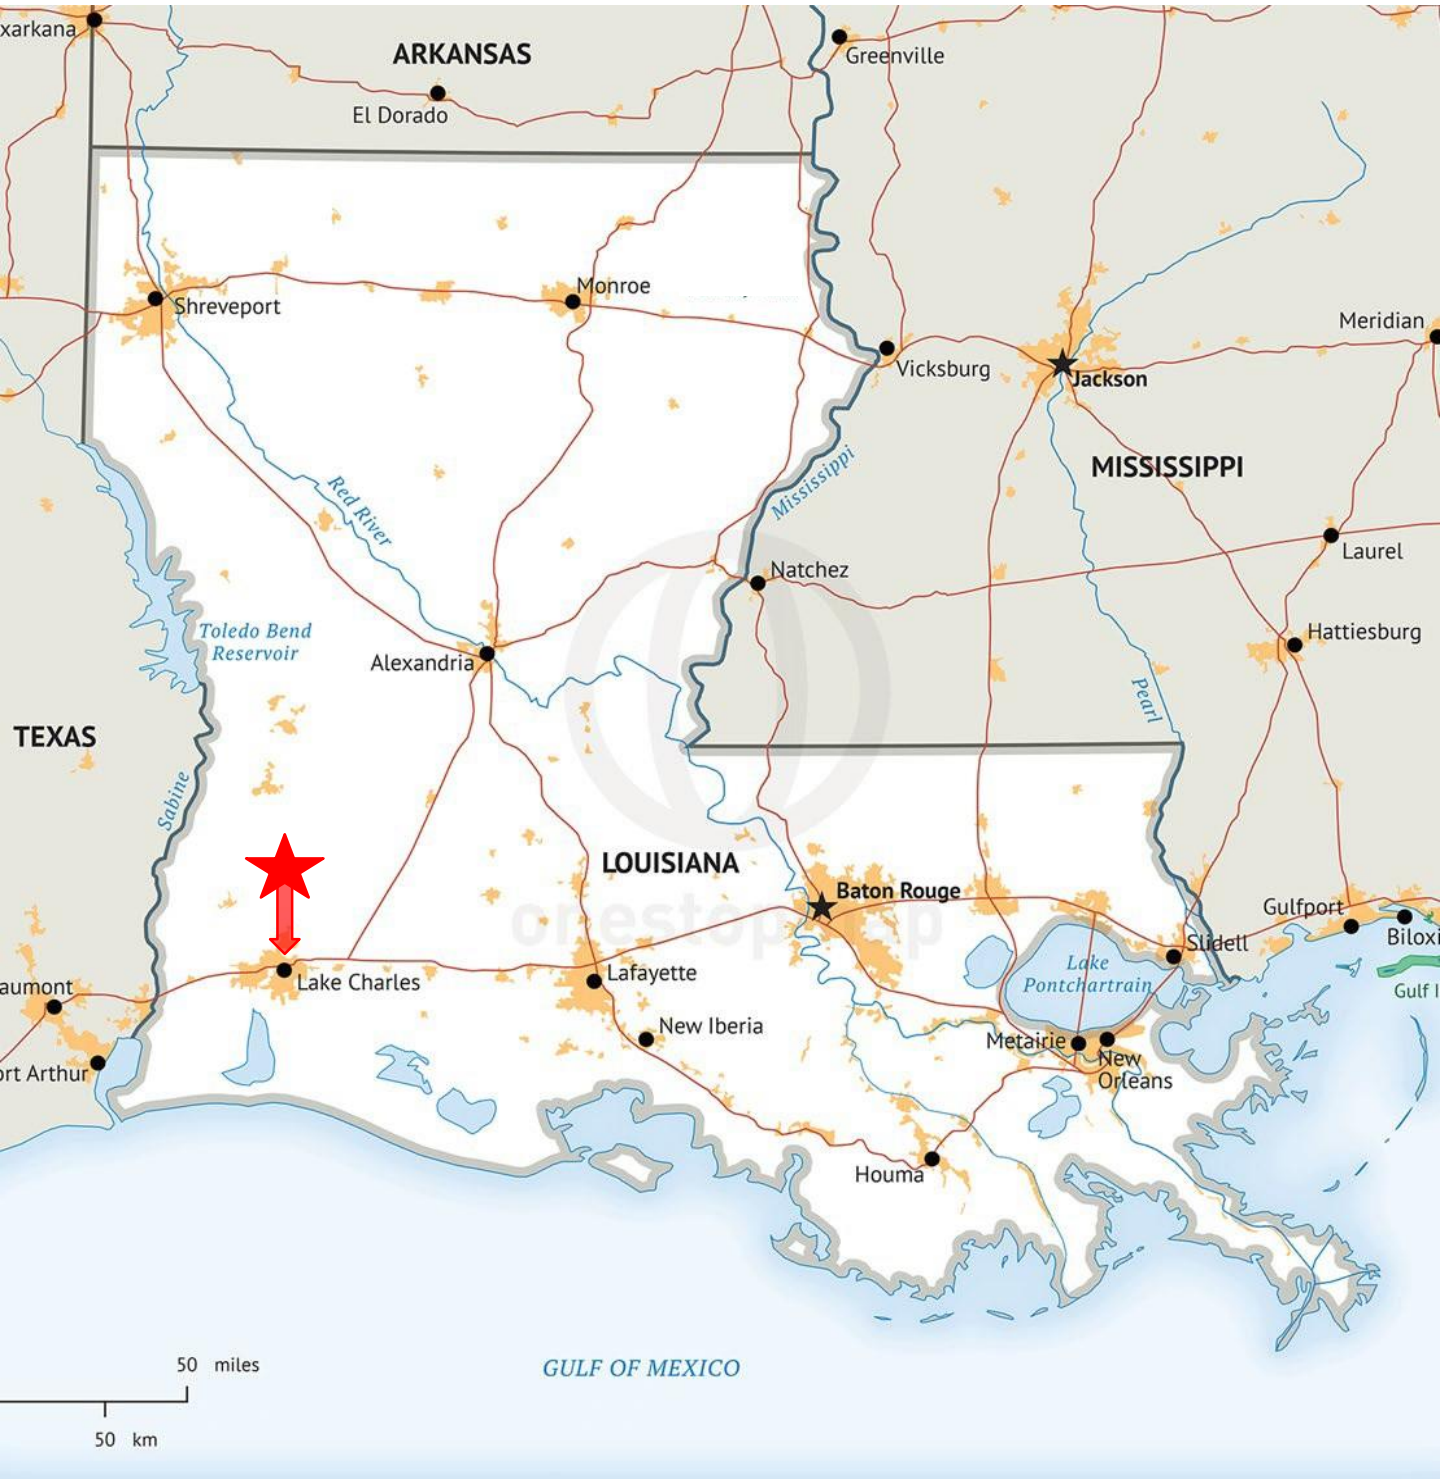 xarkana
ARKANSAS
El Dorado
Greenville
Shreveport
Monroe
Vicksburg
Jackson
Meridian
MISSISSIPPI
Red River
Mississippi
Natchez
Laurel
Toledo Bend
Reservoir
Alexandria
Hattiesburg
Pearl
TEXAS
Sabine
LOUISIANA
Baton Rouge
onestopmap
Gulfport
Biloxi
Slidell
Lake
Pontchartrain
Lake Charles
Lafayette
aumont
Gulf I
New Iberia
Metairie
New
Orleans
ort Arthur
Houma
GULF OF MEXICO
50 miles
50 km